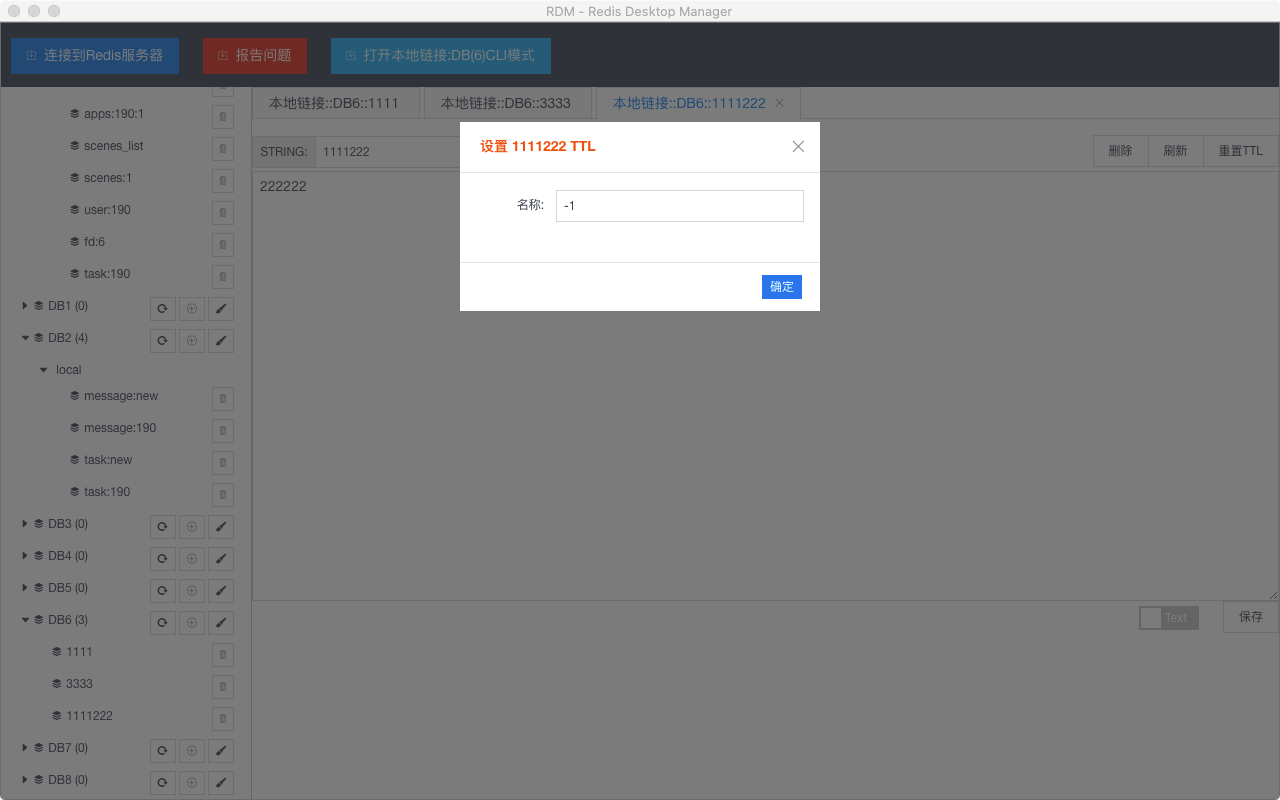 RDM - Redis Desktop Manager
连接到Redis服务器
报告问题
打开本地链接:DB(6)CLI模式
apps:190:1
scenes_list
scenes:1
user:190
fd:6
task:190
DB1 (0)
DB2 (4)
local
message:new
message:190
task:new
task:190
DB3 (0)
DB4 (0)
DB5 (0)
DB6 (3)
1111
3333
1111222
DB7 (0)
DB8 (0)
本地链接::DB6::1111
本地链接::DB6::3333
本地链接::DB6::1111222
STRING:
1111222
删除
刷新
重置TTL
222222
设置 1111222 TTL
名称:
-1
确定
Text
保存